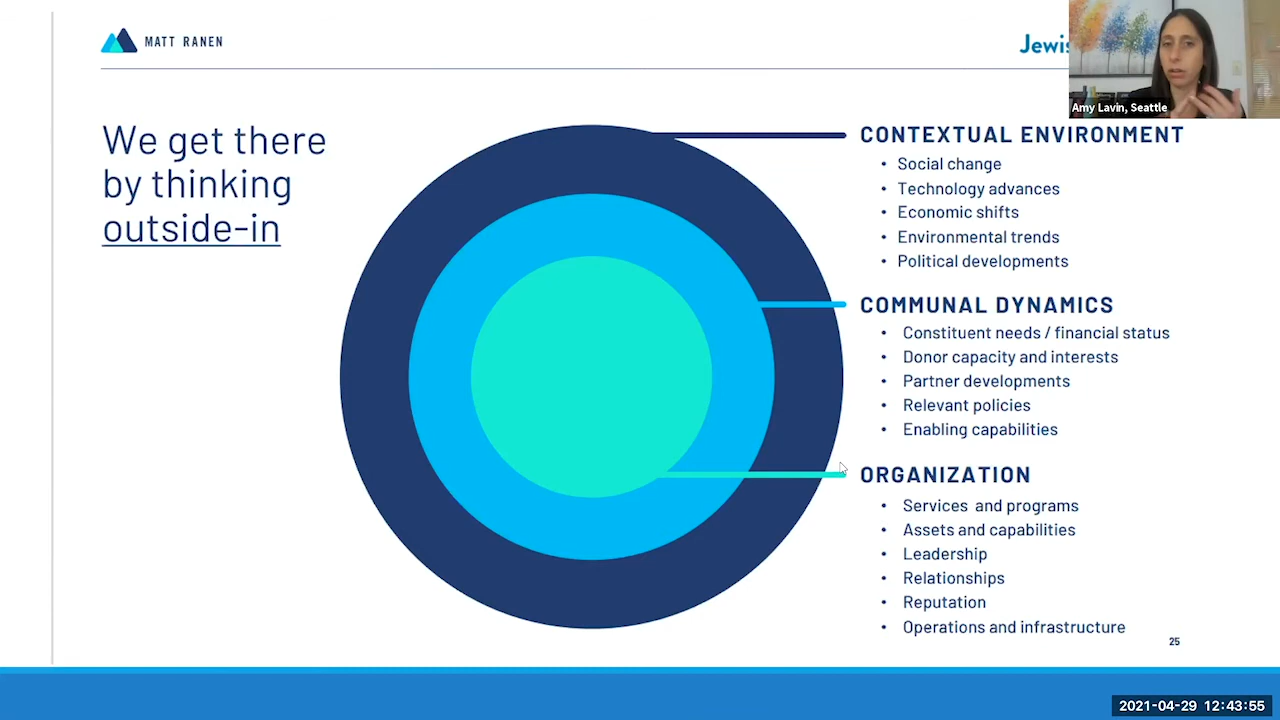 MATT RANEN
Jewis
Amy Lavin, Seattle
We get there
by thinking
outside-in
CONTEXTUAL ENVIRONMENT
• Social change
• Technology advances
• Economic shifts
• Environmental trends
• Political developments
COMMUNAL DYNAMICS
• Constituent needs / financial status
• Donor capacity and interests
• Partner developments
• Relevant policies
• Enabling capabilities
ORGANIZATION
• Services and programs
• Assets and capabilities
• Leadership
• Relationships
• Reputation
• Operations and infrastructure
25
2021-04-29 12:43:55